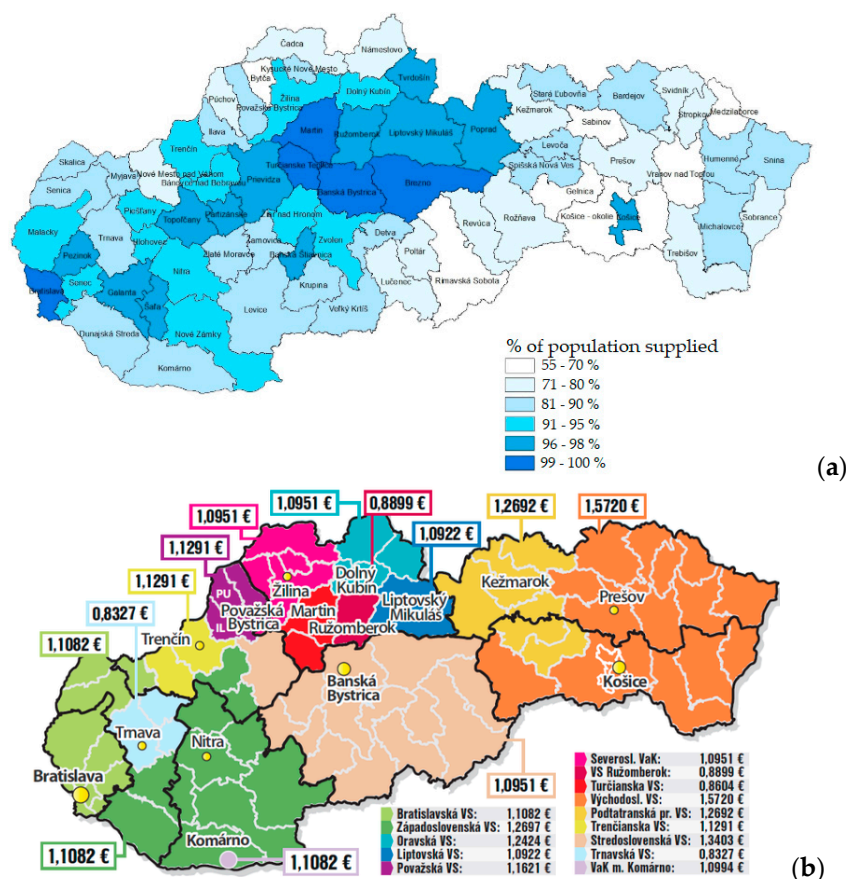 Čadca
Námestovo
Kysucké Nové Mesto
Bytča
Tvrdošín
Púchov
Žilina
Dolný Kubín
Považská Bystrica
Stará Ľubovňa
Bardejov
Svidník
Kežmarok
Stropkov
Medzilaborce
Ilava
Martin
Ružomberok
Liptovský Mikuláš
Poprad
Sabinov
Trenčín
Levoča
Skalica
Turčianske Teplice
Prešov
Humenné
Snina
Myjava
Nové Mesto nad Váhom
Bánovce nad Bebravou
Prievidza
Banská Bystrica
Brezno
Spišská Nová Ves
Vranov nad Topľou
Senica
Gelnica
Piešťany
Topoľčany
Partizánske
Žiar nad Hronom
Revúca
Rožňava
Košice - okolie
Košice
Sobrance
Malacky
Trnava
Hlohovec
Žarnovica
Zvolen
Detva
Michalovce
Pezinok
Zlaté Moravce
Banská Štiavnica
Poltár
Trebišov
Bratislava
Senec
Galanta
Nitra
Krupina
Lučenec
Rimavská Sobota
Šaľa
Levice
Veľký Krtíš
Dunajská Streda
Nové Zámky
Komárno
% of population supplied
55 - 70 %
71 - 80 %
81 - 90 %
91 - 95 %
96 - 98 %
99 - 100 %
(a)
1,0951 €
1,0951 €
0,8899 €
1,2692 €
1,5720 €
1,1291 €
1,0922 €
1,1291 €
0,8327 €
1,1082 €
PU
IL
Považská
Bystrica
Žilina
Dolný
Kubín
Martin
Ružomberok
Liptovský
Mikuláš
Kežmarok
Prešov
Trenčín
Banská
Bystrica
Košice
Trnava
Nitra
Bratislava
Komárno
1,1082 €
1,1082 €
1,0951 €
Bratislavská VS: 1,1082 €
Západoslovenská VS: 1,2697 €
Oravská VS: 1,2424 €
Liptovská VS: 1,0922 €
Považská VS: 1,1621 €
Severosl. VaK: 1,0951 €
VS Ružomberok: 0,8899 €
Turčianska VS: 0,8604 €
Východosl. VS: 1,5720 €
Podtatranská pr. VS: 1,2692 €
Trenčianska VS: 1,1291 €
Stredoslovenská VS: 1,3403 €
Trnavská VS: 0,8327 €
VaK m. Komárno: 1,0994 €
(b)